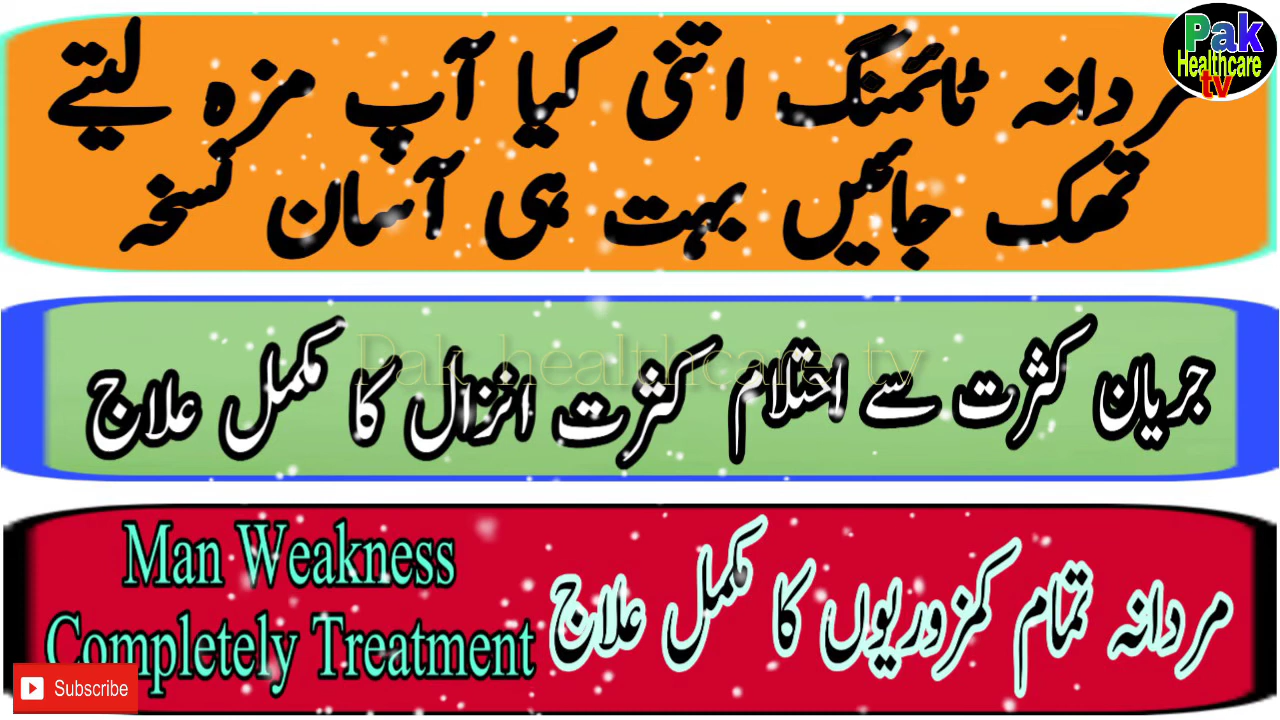 Pak
Healthcare
tv
مردانہ ٹائمنگ اتنی کیا آپ مزہ لیتے
تھک جائیں بہت ہی آسان نسخہ
Pak healthcare tv
جریان کثرت سے احتلام کثرت انزال کا مکمل علاج
مردانہ تمام کمزوریوں کا مکمل علاج
Man Weakness
Completely Treatment
Subscribe